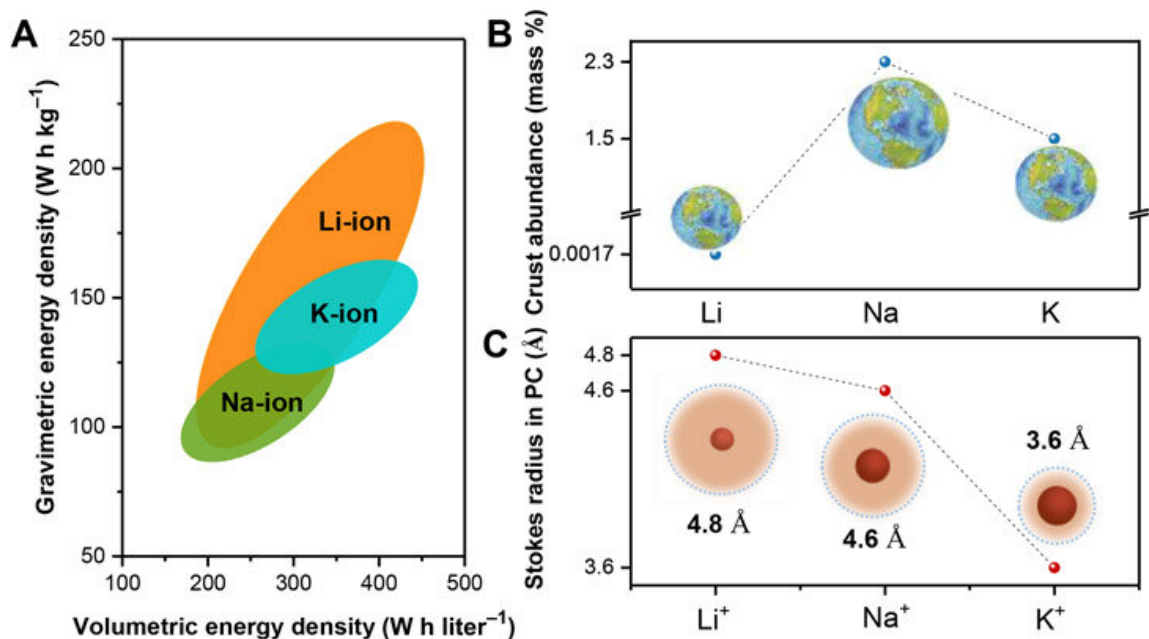 A
Gravimetric energy density (W h kg⁻¹)
250
200
150
100
50
Li-ion
K-ion
Na-ion
100
200
300
400
500
Volumetric energy density (W h liter⁻¹)
B
Crust abundance (mass %)
2.3
1.5
0.0017
Li
Na
K
C
Stokes radius in PC (Å)
4.8
4.6
3.6
4.8 Å
4.6 Å
3.6 Å
Li⁺
Na⁺
K⁺